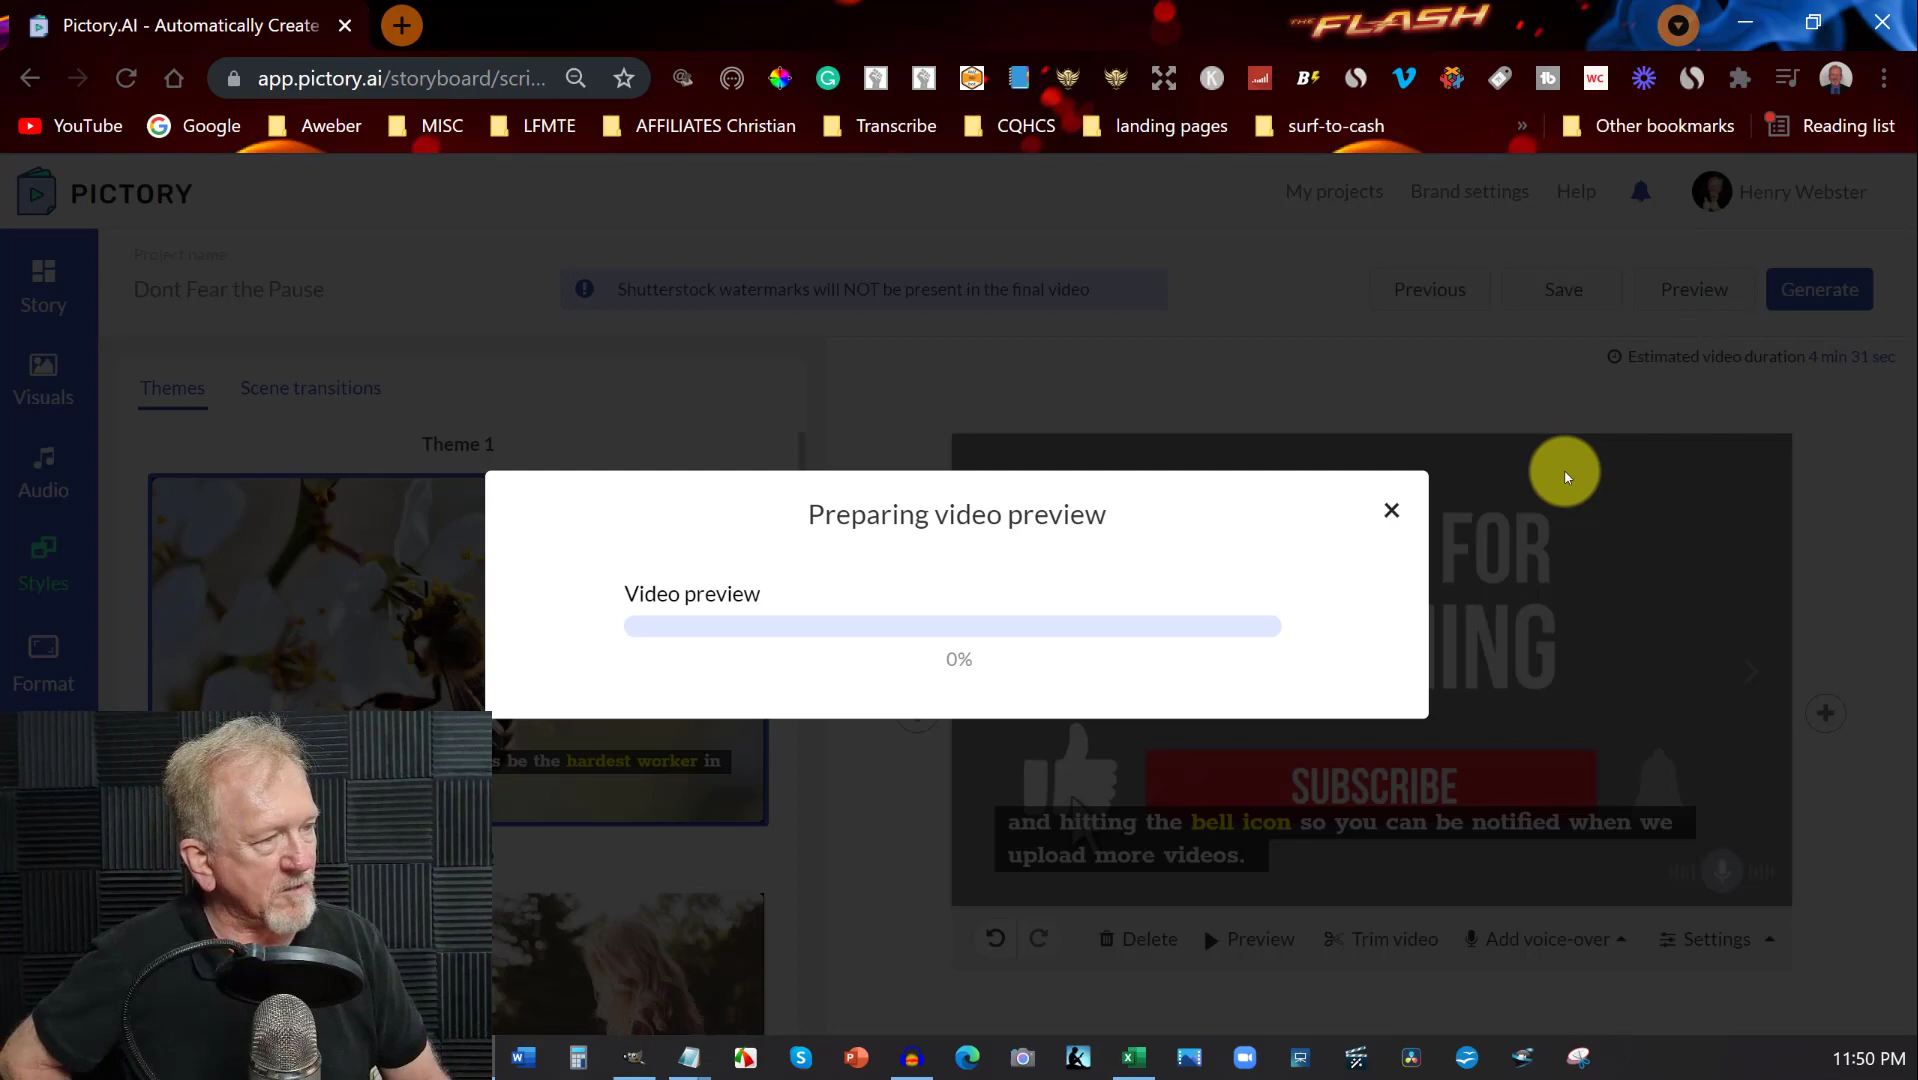 Pictory.AI - Automatically Create
THE FLASH
app.pictory.ai/storyboard/scri...
YouTube
Google
Aweber
MISC
LFMTE
AFFILIATES Christian
Transcribe
CQHCS
landing pages
surf-to-cash
»
Other bookmarks
Reading list
PICTORY
My projects
Brand settings
Help
Henry Webster
Project name
Dont Fear the Pause
Shutterstock watermarks will NOT be present in the final video
Previous
Save
Preview
Generate
Story
Visuals
Audio
Styles
Format
Estimated video duration 4 min 31 sec
Themes
Scene transitions
Theme 1
Preparing video preview
Video preview
0%
FOR
NING
be the hardest worker in
SUBSCRIBE
and hitting the bell icon so you can be notified when we
upload more videos.
Delete
Preview
Trim video
Add voice-over
Settings
11:50 PM